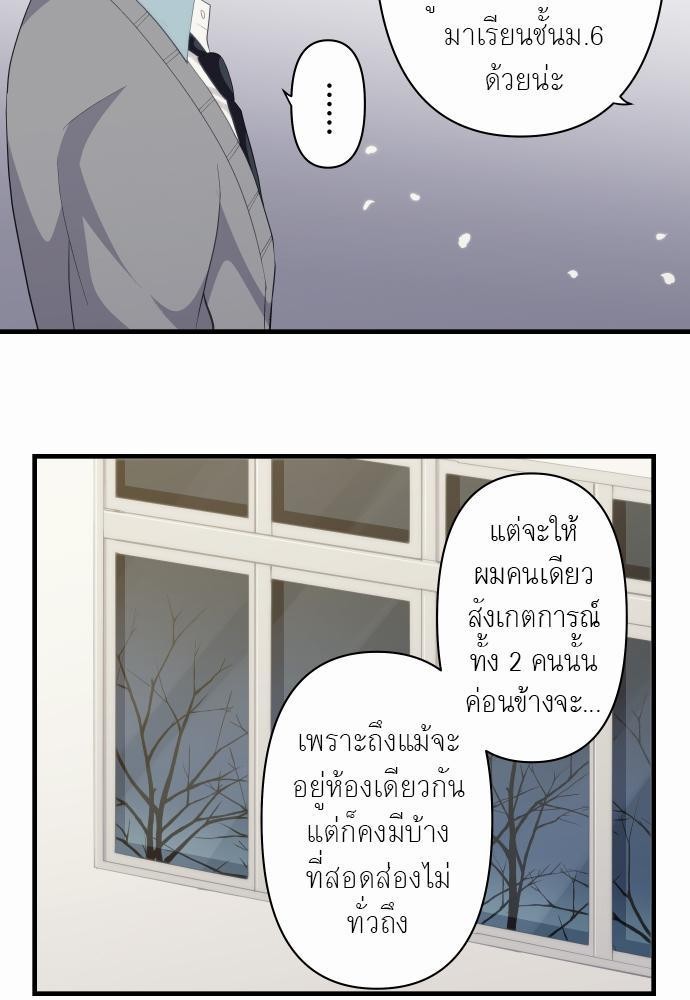 มาเรียนชั้นม.6
ด้วยน่ะ
......
แต่จะให้
ผมคนเดียว
สังเกตการณ์
ทั้ง 2 คนนั้น
ค่อนข้างจะ...
เพราะถึงแม้จะ
อยู่ห้องเดียวกัน
แต่ก็คงมีบ้าง
ที่สอดส่องไม่
ทั่วถึง